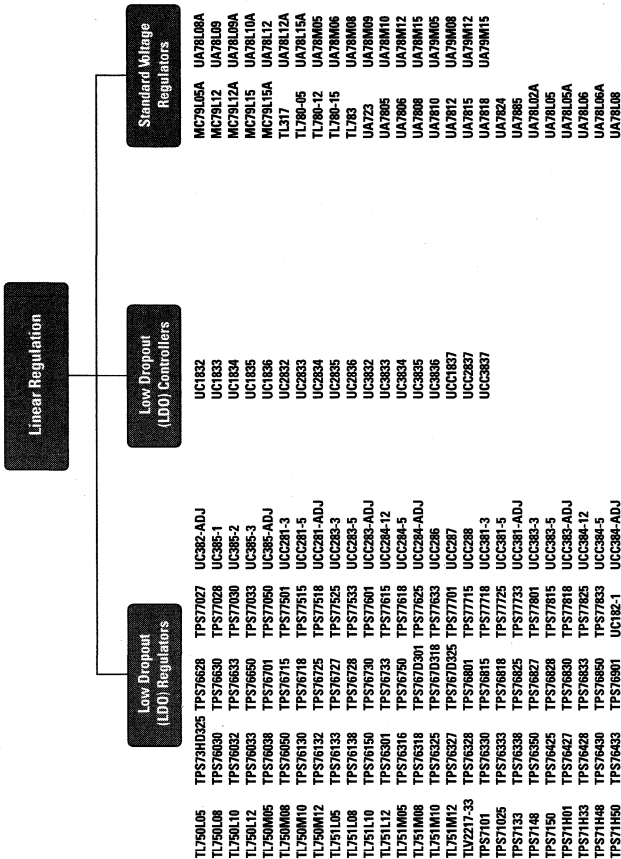 Linear Regulation
Low Dropout
(LDO) Regulators
TL750L05
TL750L08
TL750L10
TL750L12
TL750M05
TL750M08
TL750M10
TL750M12
TL751L05
TL751L08
TL751L10
TL751L12
TL751M05
TL751M08
TL751M10
TL751M12
TLV2217-33
TPS7101
TPS71025
TPS7133
TPS7148
TPS7150
TPS71H01
TPS71H33
TPS71H48
TPS71H50
TPS73HD325
TPS76030
TPS76032
TPS76033
TPS76038
TPS76050
TPS76130
TPS76132
TPS76133
TPS76138
TPS76150
TPS76301
TPS76316
TPS76318
TPS76325
TPS76327
TPS76328
TPS76330
TPS76333
TPS76338
TPS76350
TPS76425
TPS76427
TPS76428
TPS76430
TPS76433
TPS76628
TPS76630
TPS76633
TPS76650
TPS76701
TPS76715
TPS76718
TPS76725
TPS76727
TPS76728
TPS76730
TPS76733
TPS76750
TPS767D301
TPS767D318
TPS767D325
TPS76801
TPS76815
TPS76818
TPS76825
TPS76827
TPS76828
TPS76830
TPS76833
TPS76850
TPS76901
TPS77027
TPS77028
TPS77030
TPS77033
TPS77050
TPS77501
TPS77515
TPS77518
TPS77525
TPS77533
TPS77601
TPS77615
TPS77618
TPS77625
TPS77633
TPS77701
TPS77715
TPS77718
TPS77725
TPS77733
TPS77801
TPS77815
TPS77818
TPS77825
TPS77833
UC182-1
UC382-ADJ
UC385-1
UC385-2
UC385-3
UC385-ADJ
UCC281-3
UCC281-5
UCC281-ADJ
UCC283-3
UCC283-5
UCC283-ADJ
UCC284-12
UCC284-5
UCC284-ADJ
UCC286
UCC287
UCC288
UCC381-3
UCC381-5
UCC381-ADJ
UCC383-3
UCC383-5
UCC383-ADJ
UCC384-12
UCC384-5
UCC384-ADJ
Low Dropout
(LDO) Controllers
UC1832
UC1833
UC1834
UC1835
UC1836
UC2832
UC2833
UC2834
UC2835
UC2836
UC3832
UC3833
UC3834
UC3835
UC3836
UCC1837
UCC2837
UCC3837
Standard Voltage
Regulators
MC79L05A
MC79L12
MC79L12A
MC79L15
MC79L15A
TL317
TL780-05
TL780-12
TL780-15
TL783
UA723
UA7805
UA7806
UA7808
UA7810
UA7812
UA7815
UA7818
UA7824
UA7885
UA78L02A
UA78L05
UA78L05A
UA78L06
UA78L06A
UA78L08
UA78L08A
UA78L09
UA78L09A
UA78L10A
UA78L12
UA78L12A
UA78L15A
UA78M05
UA78M06
UA78M08
UA78M09
UA78M10
UA78M12
UA78M15
UA79M05
UA79M08
UA79M12
UA79M15